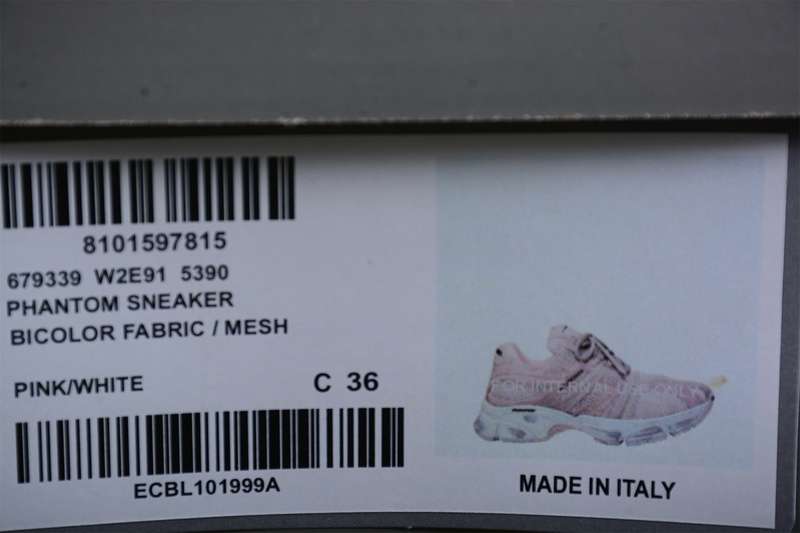 8101597815
679339 W2E91 5390
PHANTOM SNEAKER
BICOLOR FABRIC / MESH
PINK/WHITE C 36
ECBL101999A
FOR INTERNAL USE ONLY
MADE IN ITALY